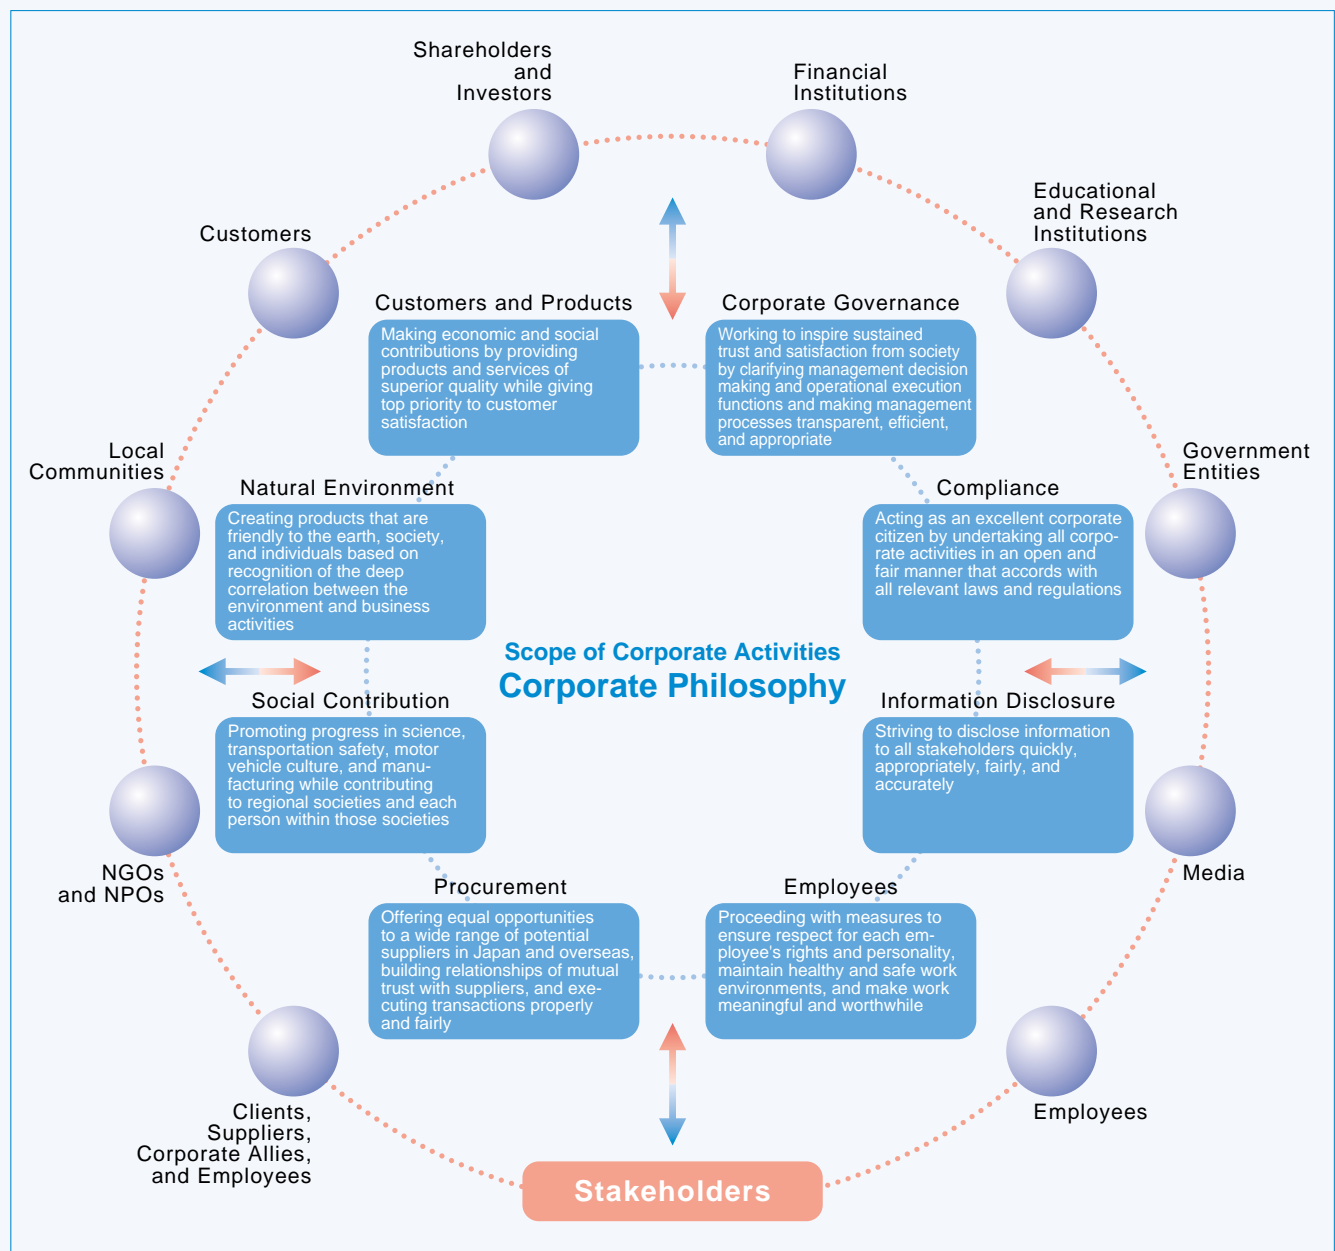 Shareholders
and
Investors
Financial
Institutions
Educational
and Research
Institutions
Customers
Customers and Products
Making economic and social
contributions by providing
products and services of
superior quality while giving
top priority to customer
satisfaction
Corporate Governance
Working to inspire sustained
trust and satisfaction from society
by clarifying management decision
making and operational execution
functions and making management
processes transparent, efficient,
and appropriate
Local
Communities
Government
Entities
Natural Environment
Creating products that are
friendly to the earth, society,
and individuals based on
recognition of the deep
correlation between the
environment and business
activities
Compliance
Acting as an excellent corporate
citizen by undertaking all corpo-
rate activities in an open and
fair manner that accords with
all relevant laws and regulations
Scope of Corporate Activities
Corporate Philosophy
Social Contribution
Promoting progress in science,
transportation safety, motor
vehicle culture, and manu-
facturing while contributing
to regional societies and each
person within those societies
Information Disclosure
Striving to disclose information
to all stakeholders quickly,
appropriately, fairly, and
accurately
NGOs
and NPOs
Media
Procurement
Offering equal opportunities
to a wide range of potential
suppliers in Japan and overseas,
building relationships of mutual
trust with suppliers, and exe-
cuting transactions properly
and fairly
Employees
Proceeding with measures to
ensure respect for each em-
ployee's rights and personality,
maintain healthy and safe work
environments, and make work
meaningful and worthwhile
Clients,
Suppliers,
Corporate Allies,
and Employees
Employees
Stakeholders